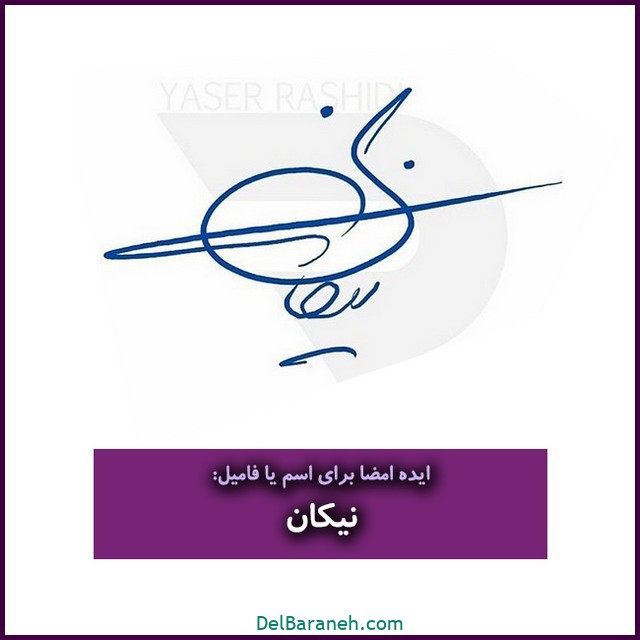 YASER RASHIDI
ایده امضا برای اسم یا فامیل:
نیکان
DelBaraneh.com